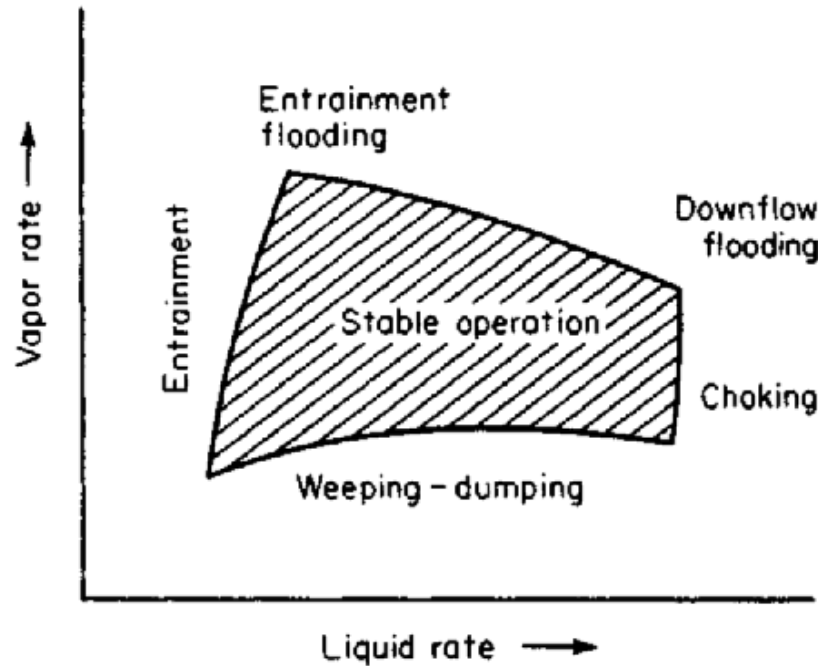 Entrainment
flooding
Downflow
flooding
Vapor rate
Entrainment
Stable operation
Choking
Weeping - dumping
Liquid rate